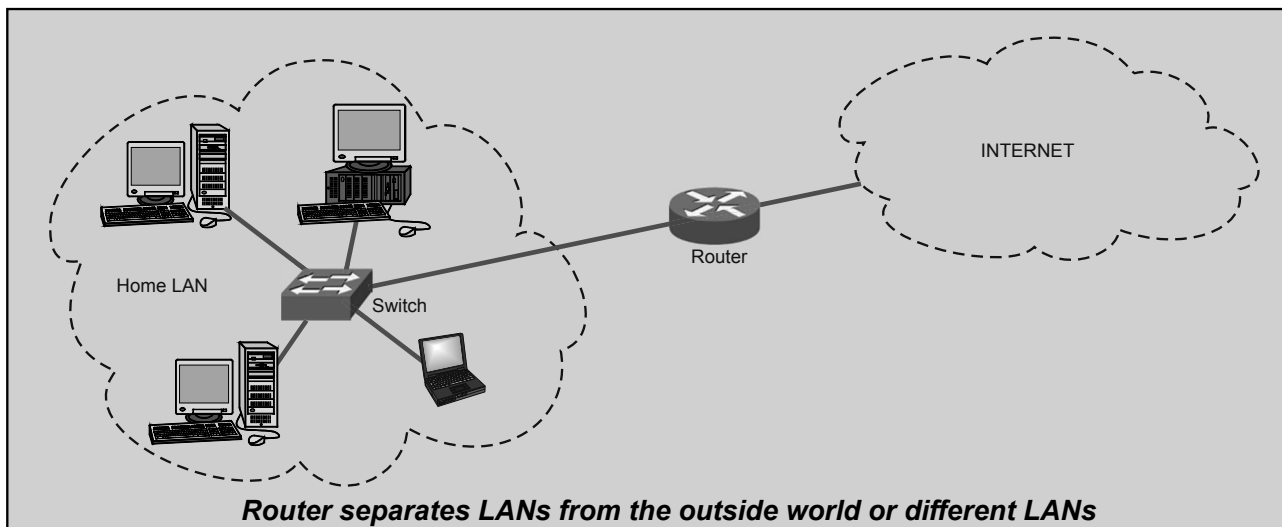 INTERNET
Router
Home LAN
Switch
Router separates LANs from the outside world or different LANs